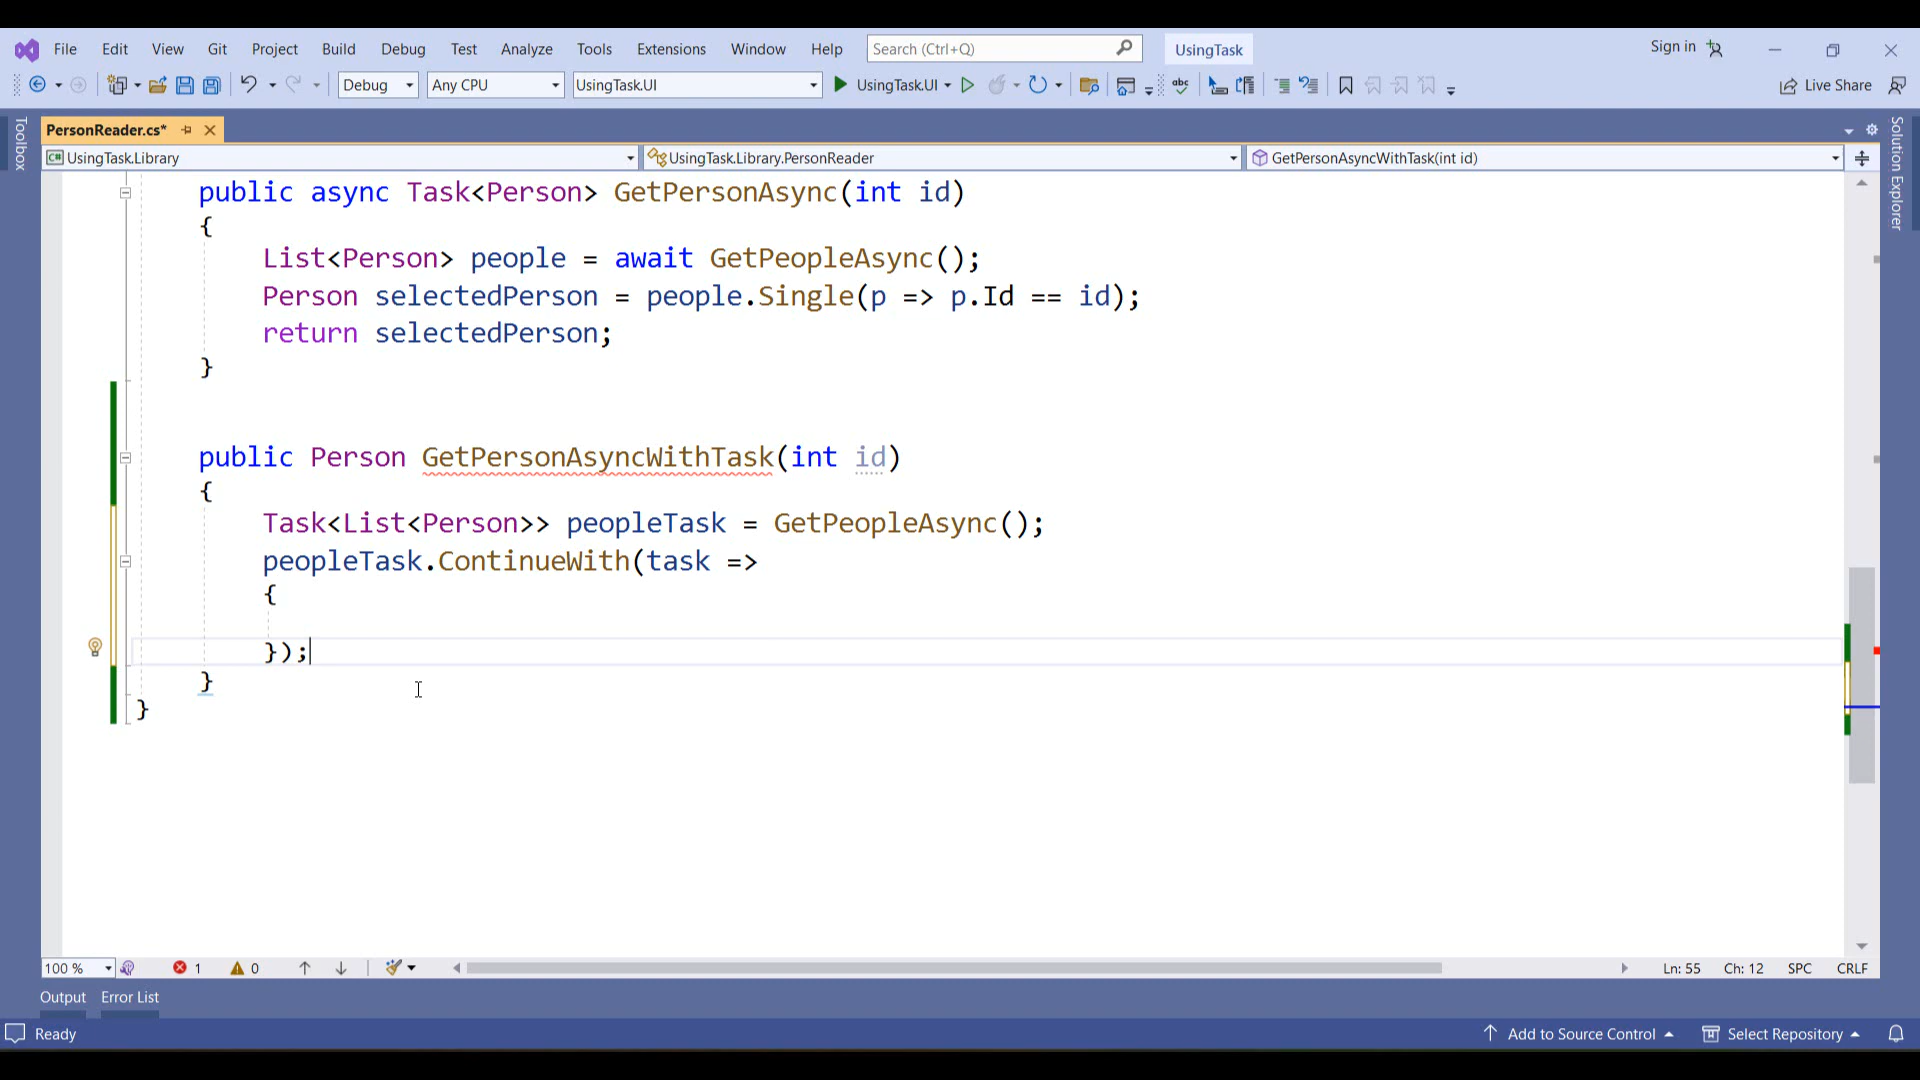 File Edit View Git Project Build Debug Test Analyze Tools Extensions Window Help Search (Ctrl+Q) UsingTask Sign in
Debug Any CPU UsingTask.UI UsingTask.UI Live Share
Toolbox
PersonReader.cs*
Solution Explorer
C# UsingTask.Library UsingTask.Library.PersonReader GetPersonAsyncWithTask(int id)
public async Task<Person> GetPersonAsync(int id)
{
List<Person> people = await GetPeopleAsync();
Person selectedPerson = people.Single(p => p.Id == id);
return selectedPerson;
}
public Person GetPersonAsyncWithTask(int id)
{
Task<List<Person>> peopleTask = GetPeopleAsync();
peopleTask.ContinueWith(task =>
{
});
}
}
100 % 1 0 Ln: 55 Ch: 12 SPC CRLF
Output Error List
Ready Add to Source Control Select Repository